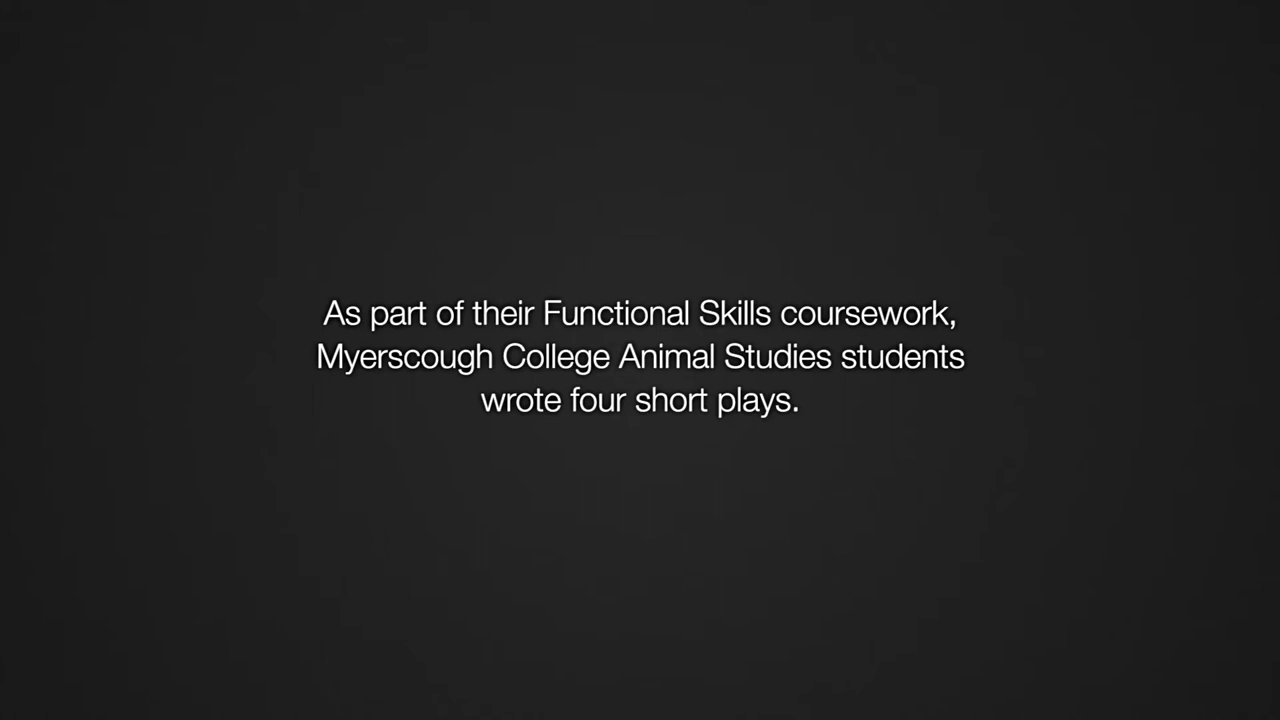 As part of their Functional Skills coursework,
Myerscough College Animal Studies students
wrote four short plays.